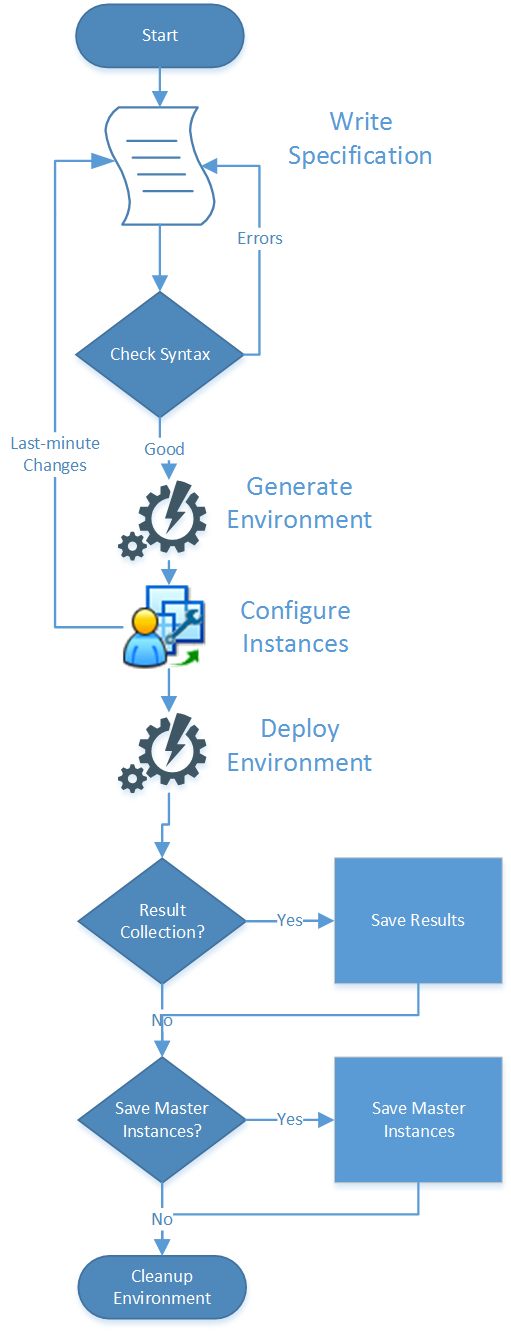 Start
Write
Specification
Errors
Check Syntax
Last-minute
Changes
Good
Generate
Environment
Configure
Instances
Deploy
Environment
Result
Collection?
Yes
Save Results
No
Save Master
Instances?
Yes
Save Master
Instances
No
Cleanup
Environment